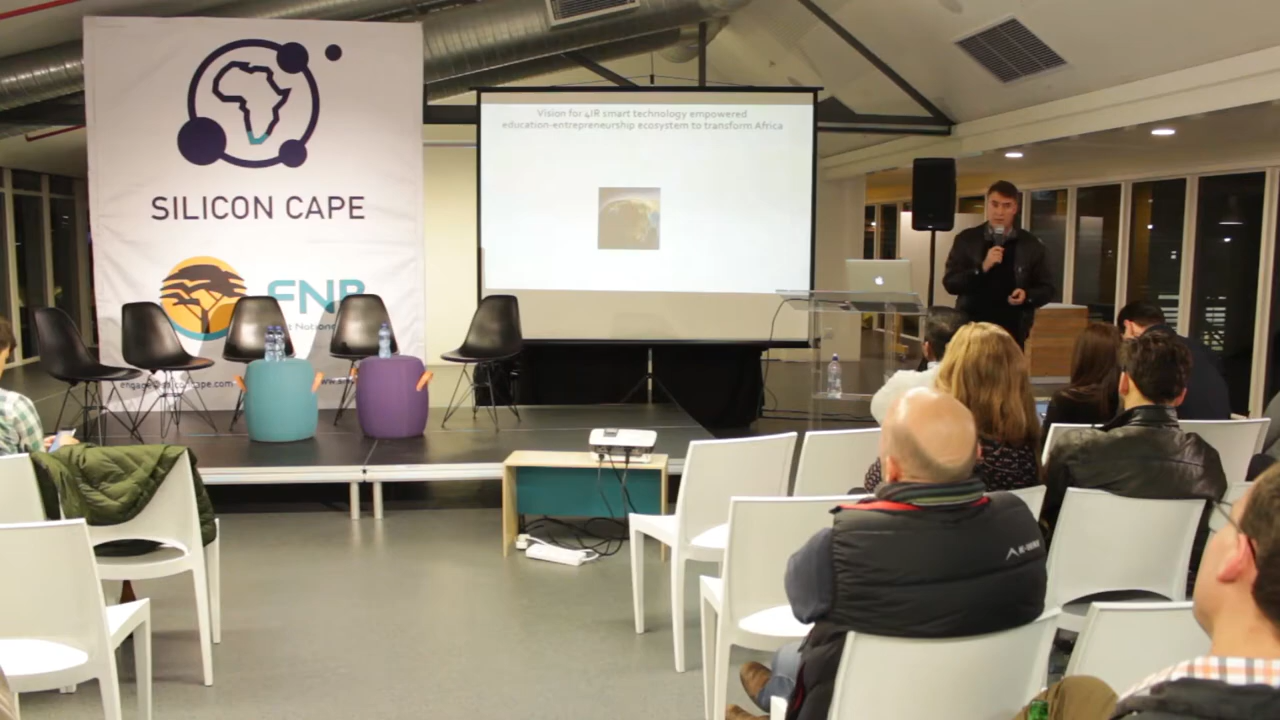 SILICON CAPE
FNB
Vision for 4IR smart technology empowered
education-entrepreneurship ecosystem to transform Africa